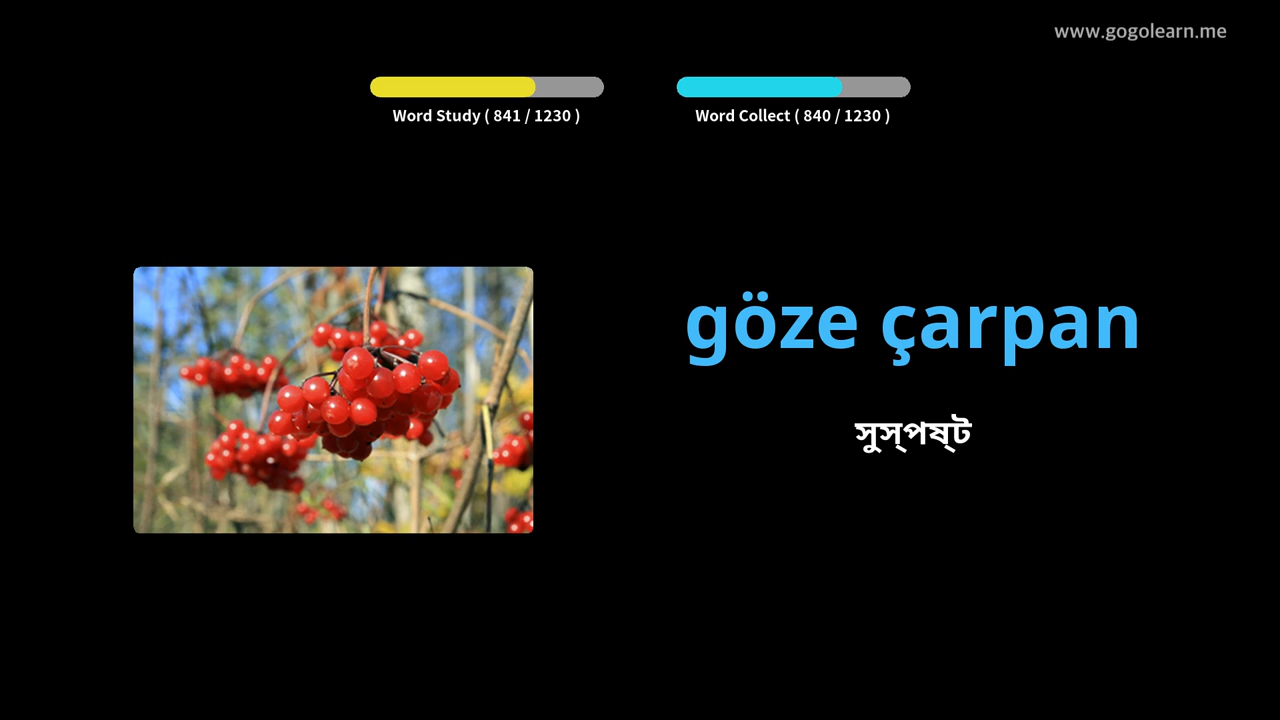 www.gogolearn.me
Word Study ( 841 / 1230 )
Word Collect ( 840 / 1230 )
göze çarpan
সুস্‌পষ্‌ট